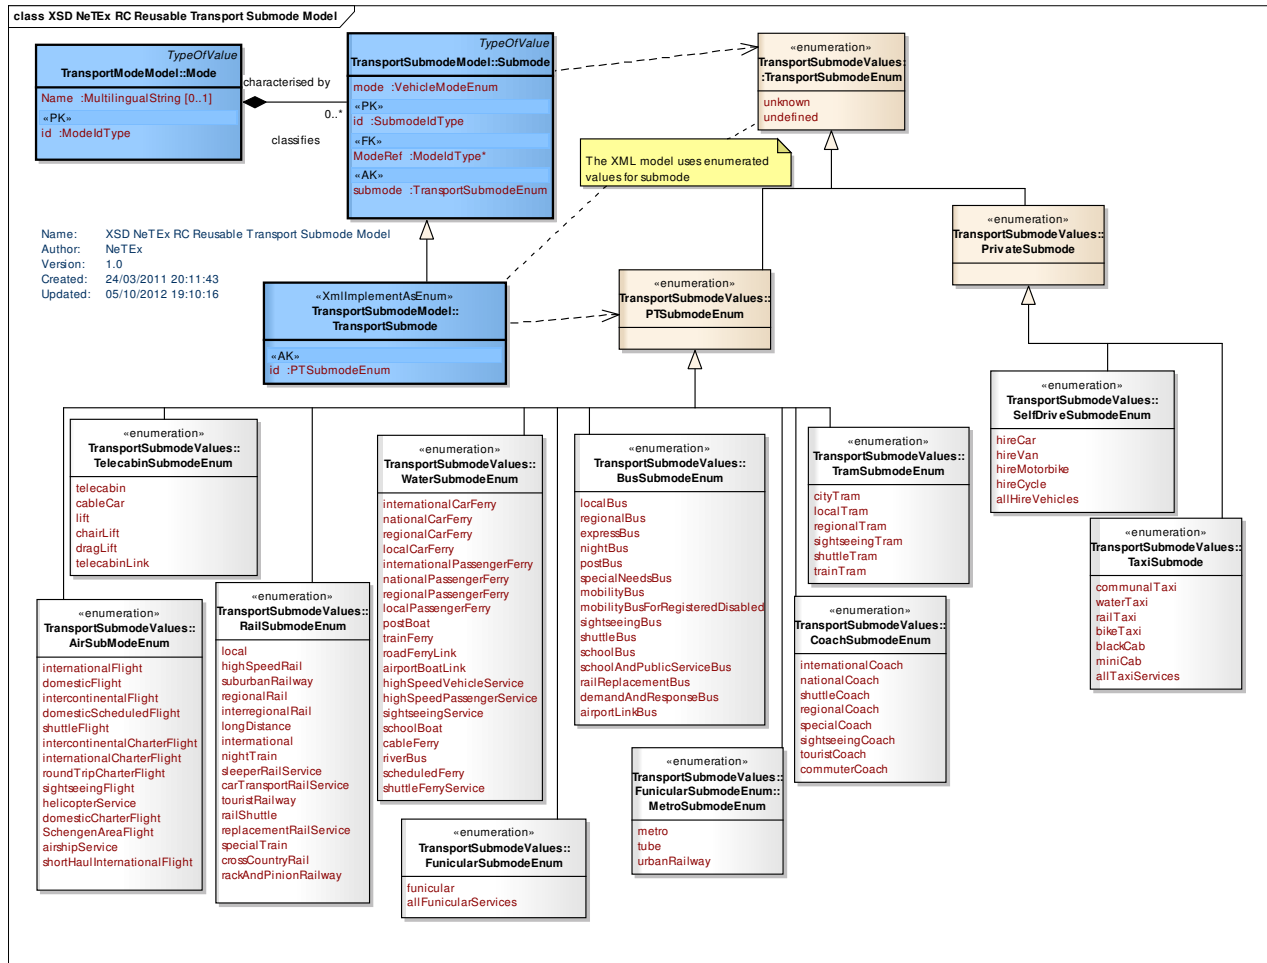 class XSD NeTEx RC Reusable Transport Submode Model
TypeOfValue
TransportModeModel::Mode
Name :MultilingualString [0..1]
«PK»
id :ModeIdType
characterised by
0..*
classifies
TypeOfValue
TransportSubmodeModel::Submode
mode :VehicleModeEnum
«PK»
id :SubmodeIdType
«FK»
ModeRef :ModeIdType*
«AK»
submode :TransportSubmodeEnum
«enumeration»
TransportSubmodeValues:
:TransportSubmodeEnum
unknown
undefined
The XML model uses enumerated
values for submode
Name: XSD NeTEx RC Reusable Transport Submode Model
Author: NeTEx
Version: 1.0
Created: 24/03/2011 20:11:43
Updated: 05/10/2012 19:10:16
«XmlImplementAsEnum»
TransportSubmodeModel::
TransportSubmode
«AK»
id :PTSubmodeEnum
«enumeration»
TransportSubmodeValues::
PTSubmodeEnum
«enumeration»
TransportSubmodeValues::
PrivateSubmode
«enumeration»
TransportSubmodeValues::
SelfDriveSubmodeEnum
hireCar
hireVan
hireMotorbike
hireCycle
allHireVehicles
«enumeration»
TransportSubmodeValues::
TaxiSubmode
communalTaxi
waterTaxi
railTaxi
bikeTaxi
blackCab
miniCab
allTaxiServices
«enumeration»
TransportSubmodeValues::
TelecabinSubmodeEnum
telecabin
cableCar
lift
chairLift
dragLift
telecabinLink
«enumeration»
TransportSubmodeValues::
AirSubModeEnum
internationalFlight
domesticFlight
intercontinentalFlight
domesticScheduledFlight
shuttleFlight
intercontinentalCharterFlight
internationalCharterFlight
roundTripCharterFlight
sightseeingFlight
helicopterService
domesticCharterFlight
SchengenAreaFlight
airshipService
shortHaulInternationalFlight
«enumeration»
TransportSubmodeValues::
RailSubmodeEnum
local
highSpeedRail
suburbanRailway
regionalRail
interregionalRail
longDistance
international
nightTrain
sleeperRailService
carTransportRailService
touristRailway
railShuttle
replacementRailService
specialTrain
crossCountryRail
rackAndPinionRailway
«enumeration»
TransportSubmodeValues::
WaterSubmodeEnum
internationalCarFerry
nationalCarFerry
regionalCarFerry
localCarFerry
internationalPassengerFerry
nationalPassengerFerry
regionalPassengerFerry
localPassengerFerry
postBoat
trainFerry
roadFerryLink
airportBoatLink
highSpeedVehicleService
highSpeedPassengerService
sightseeingService
schoolBoat
cableFerry
riverBus
scheduledFerry
shuttleFerryService
«enumeration»
TransportSubmodeValues::
FunicularSubmodeEnum
funicular
allFunicularServices
«enumeration»
TransportSubmodeValues::
BusSubmodeEnum
localBus
regionalBus
expressBus
nightBus
postBus
specialNeedsBus
mobilityBus
mobilityBusForRegisteredDisabled
sightseeingBus
shuttleBus
schoolBus
schoolAndPublicServiceBus
railReplacementBus
demandAndResponseBus
airportLinkBus
«enumeration»
TransportSubmodeValues::
FunicularSubmodeEnum::
MetroSubmodeEnum
metro
tube
urbanRailway
«enumeration»
TransportSubmodeValues::
TramSubmodeEnum
cityTram
localTram
regionalTram
sightseeingTram
shuttleTram
trainTram
«enumeration»
TransportSubmodeValues::
CoachSubmodeEnum
internationalCoach
nationalCoach
shuttleCoach
regionalCoach
specialCoach
sightseeingCoach
touristCoach
commuterCoach